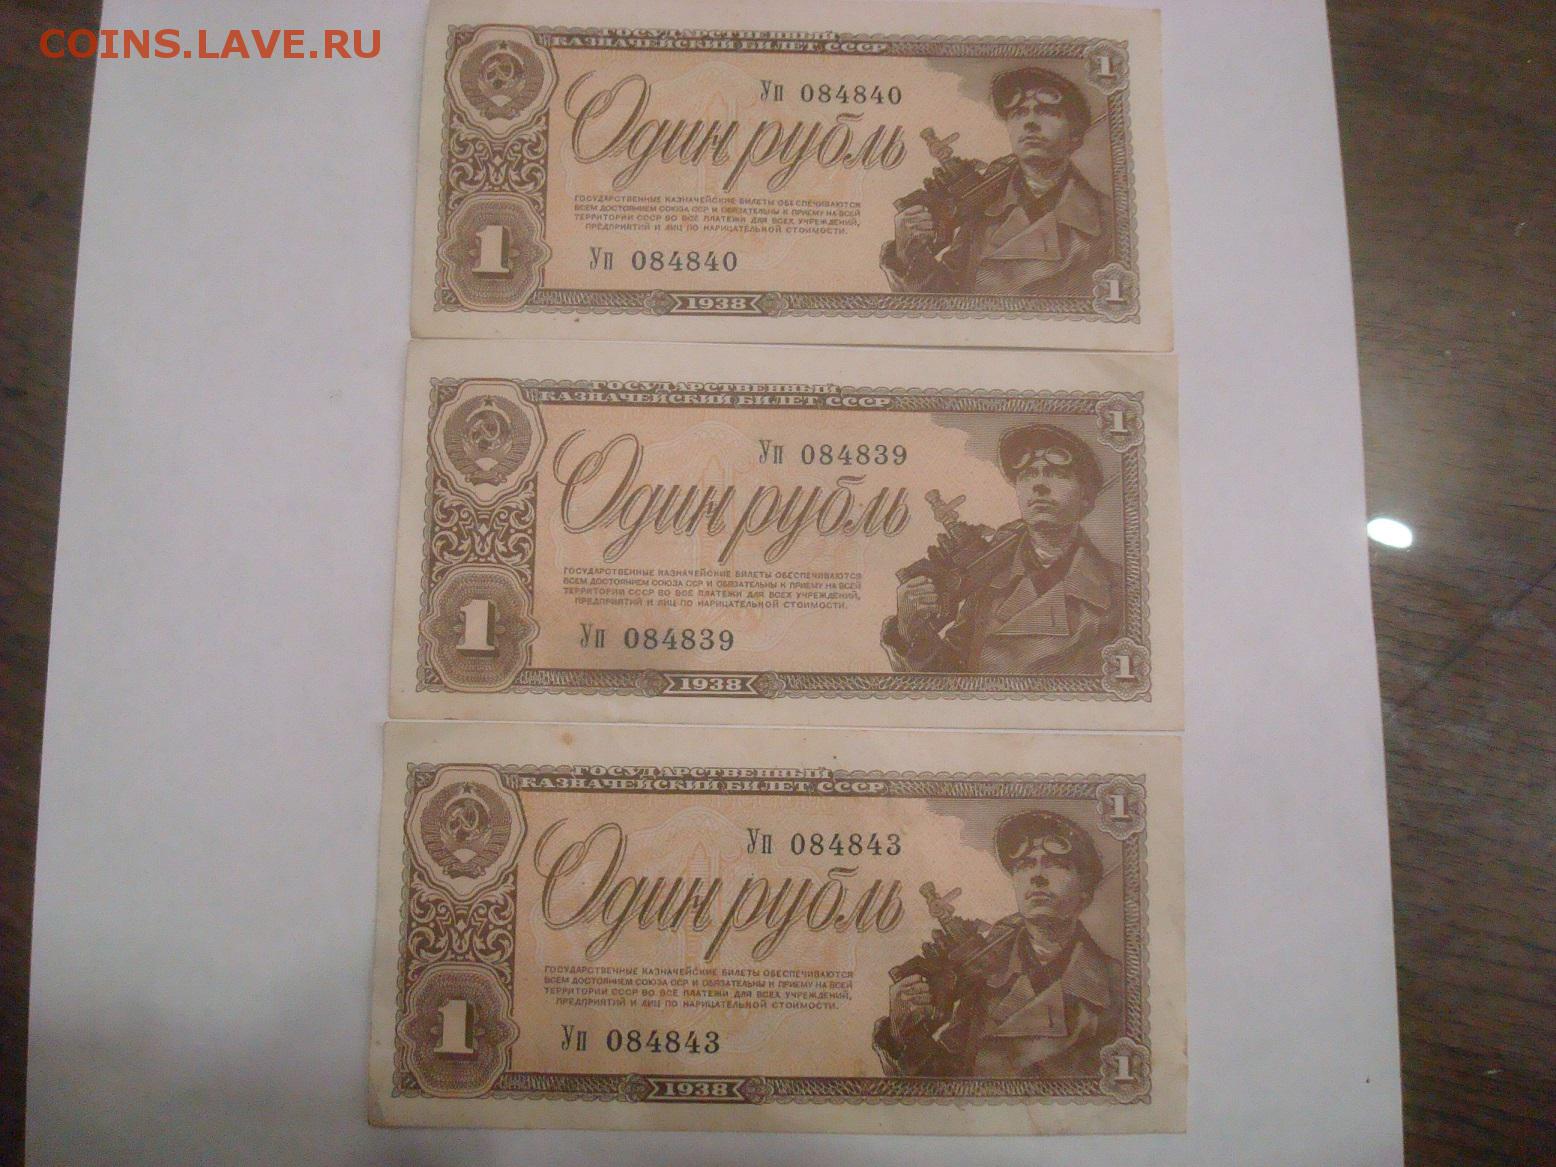 COINS.LAVE.RU
ГОСУДАРСТВЕННЫЙ
КАЗНАЧЕЙСКИЙ БИЛЕТ СССР
1
Уп 084840
Один рубль
ГОСУДАРСТВЕННЫЕ КАЗНАЧЕЙСКИЕ БИЛЕТЫ ОБЕСПЕЧИВАЮТСЯ
ВСЕМ ДОСТОЯНИЕМ СОЮЗА ССР И ОБЯЗАТЕЛЬНЫ К ПРИЕМУ НА ВСЕЙ
ТЕРРИТОРИИ СССР ВО ВСЕ ПЛАТЕЖИ ДЛЯ ВСЕХ УЧРЕЖДЕНИЙ,
ПРЕДПРИЯТИЙ И ЛИЦ ПО НАРИЦАТЕЛЬНОЙ СТОИМОСТИ.
1
Уп 084840
1
1938
ГОСУДАРСТВЕННЫЙ
КАЗНАЧЕЙСКИЙ БИЛЕТ СССР
1
Уп 084839
Один рубль
ГОСУДАРСТВЕННЫЕ КАЗНАЧЕЙСКИЕ БИЛЕТЫ ОБЕСПЕЧИВАЮТСЯ
ВСЕМ ДОСТОЯНИЕМ СОЮЗА ССР И ОБЯЗАТЕЛЬНЫ К ПРИЕМУ НА ВСЕЙ
ТЕРРИТОРИИ СССР ВО ВСЕ ПЛАТЕЖИ ДЛЯ ВСЕХ УЧРЕЖДЕНИЙ,
ПРЕДПРИЯТИЙ И ЛИЦ ПО НАРИЦАТЕЛЬНОЙ СТОИМОСТИ.
1
Уп 084839
1
1938
ГОСУДАРСТВЕННЫЙ
КАЗНАЧЕЙСКИЙ БИЛЕТ СССР
1
Уп 084843
Один рубль
ГОСУДАРСТВЕННЫЕ КАЗНАЧЕЙСКИЕ БИЛЕТЫ ОБЕСПЕЧИВАЮТСЯ
ВСЕМ ДОСТОЯНИЕМ СОЮЗА ССР И ОБЯЗАТЕЛЬНЫ К ПРИЕМУ НА ВСЕЙ
ТЕРРИТОРИИ СССР ВО ВСЕ ПЛАТЕЖИ ДЛЯ ВСЕХ УЧРЕЖДЕНИЙ,
ПРЕДПРИЯТИЙ И ЛИЦ ПО НАРИЦАТЕЛЬНОЙ СТОИМОСТИ.
1
Уп 084843
1
1938